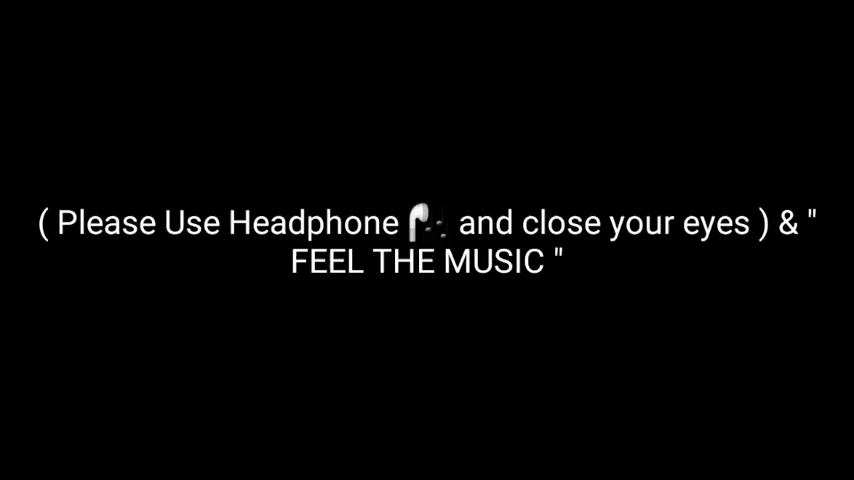 ( Please Use Headphone and close your eyes ) & "
FEEL THE MUSIC "